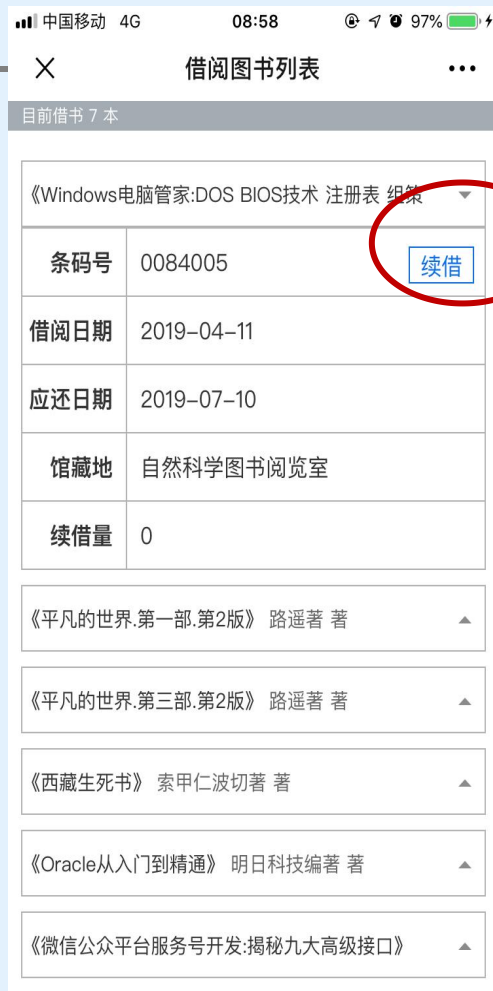 中国移动 4G 08:58 97%
借阅图书列表
目前借书 7 本
《Windows电脑管家:DOS BIOS技术 注册表 组策
条码号 0084005 续借
借阅日期 2019-04-11
应还日期 2019-07-10
馆藏地 自然科学图书阅览室
续借量 0
《平凡的世界.第一部.第2版》 路遥著 著
《平凡的世界.第三部.第2版》 路遥著 著
《西藏生死书》 索甲仁波切著 著
《Oracle从入门到精通》 明日科技编著 著
《微信公众平台服务号开发:揭秘九大高级接口》